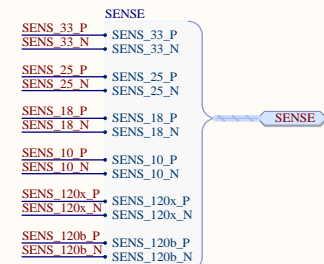 SENSE
SENS_33_P SENS_33_P
SENS_33_N SENS_33_N
SENS_25_P SENS_25_P
SENS_25_N SENS_25_N
SENS_18_P SENS_18_P
SENS_18_N SENS_18_N
SENSE
SENS_10_P SENS_10_P
SENS_10_N SENS_10_N
SENS_120x_P SENS_120x_P
SENS_120x_N SENS_120x_N
SENS_120b_P SENS_120b_P
SENS_120b_N SENS_120b_N